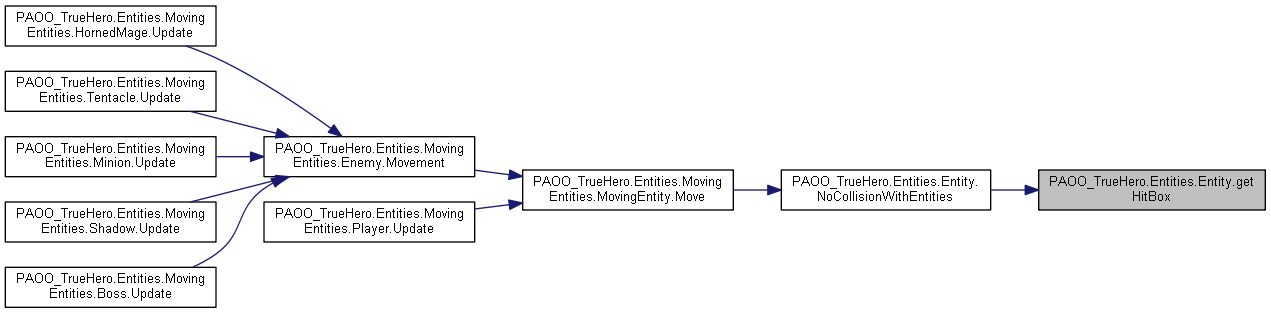 PAOO_TrueHero.Entities.Moving
Entities.HornedMage.Update
PAOO_TrueHero.Entities.Moving
Entities.Tentacle.Update
PAOO_TrueHero.Entities.Moving
Entities.Minion.Update
PAOO_TrueHero.Entities.Moving
Entities.Shadow.Update
PAOO_TrueHero.Entities.Moving
Entities.Boss.Update
PAOO_TrueHero.Entities.Moving
Entities.Enemy.Movement
PAOO_TrueHero.Entities.Moving
Entities.Player.Update
PAOO_TrueHero.Entities.Moving
Entities.MovingEntity.Move
PAOO_TrueHero.Entities.Entity.
NoCollisionWithEntities
PAOO_TrueHero.Entities.Entity.get
HitBox